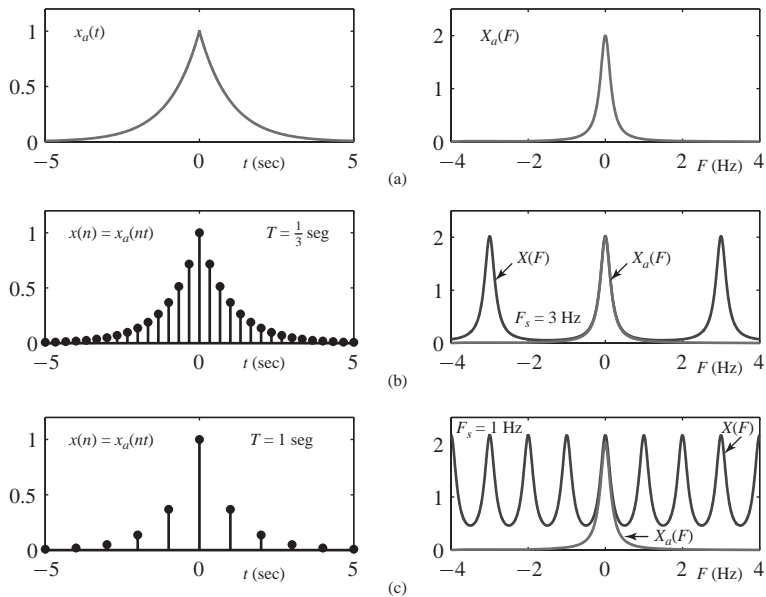 x_a(t)
1
0.5
0
−5 0 5
t (sec)
X_a(F)
2
1
0
−4 −2 0 2 4
F (Hz)
(a)
x(n) = x_a(nt) T = 1/3 seg
1
0.5
0
−5 0 5
t (sec)
X(F) X_a(F)
F_s = 3 Hz
2
1
0
−4 −2 0 2 4
F (Hz)
(b)
x(n) = x_a(nt) T = 1 seg
1
0.5
0
−5 0 5
t (sec)
F_s = 1 Hz X(F)
2
1
X_a(F)
0
−4 −2 0 2 4
F (Hz)
(c)